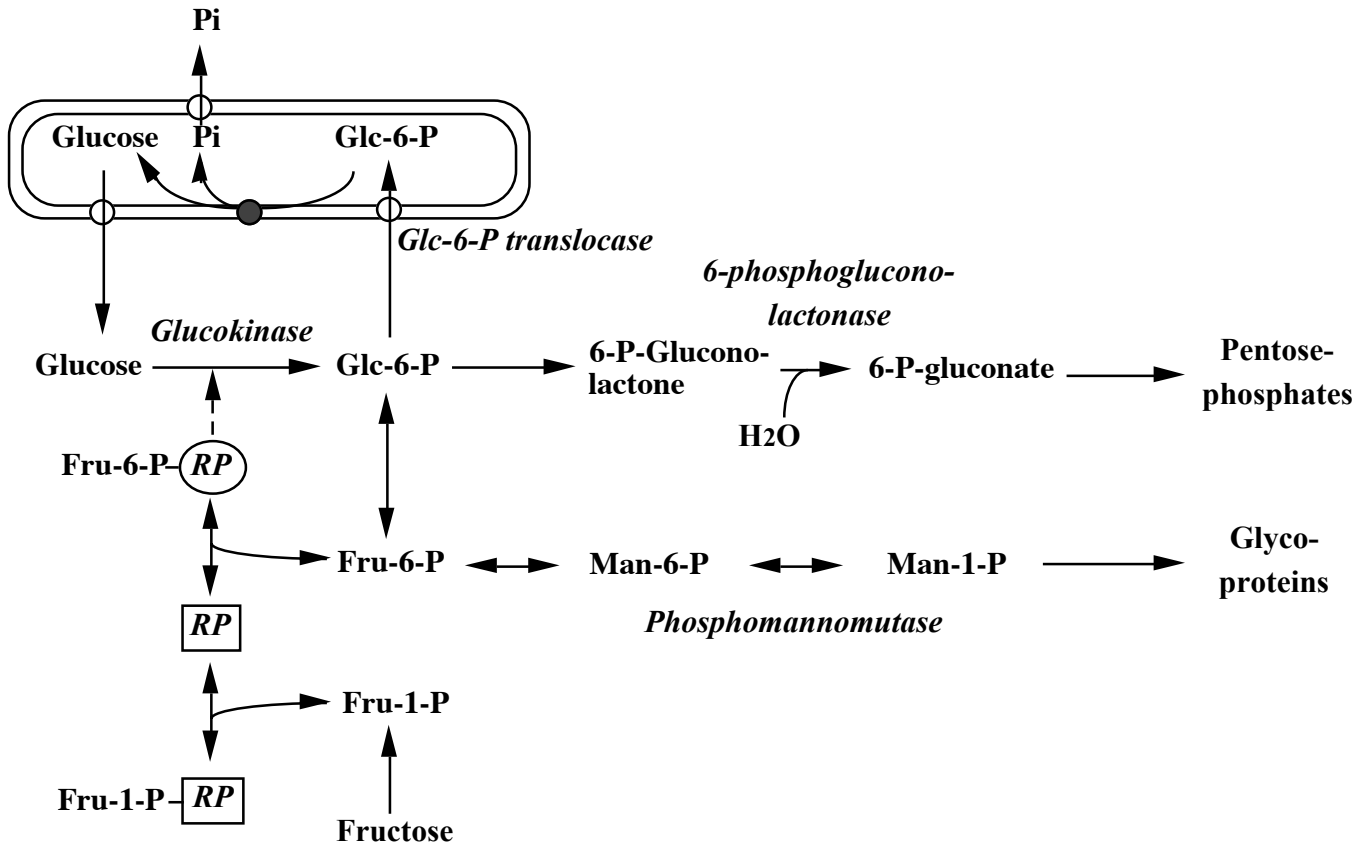 Pi
Glucose Pi Glc-6-P
Glc-6-P translocase
6-phosphoglucono-
lactonase
Glucokinase
Glucose Glc-6-P 6-P-Glucono-
lactone 6-P-gluconate Pentose-
phosphates
H2O
Fru-6-P RP
Fru-6-P Man-6-P Man-1-P Glyco-
proteins
RP Phosphomannomutase
Fru-1-P
Fru-1-P RP
Fructose